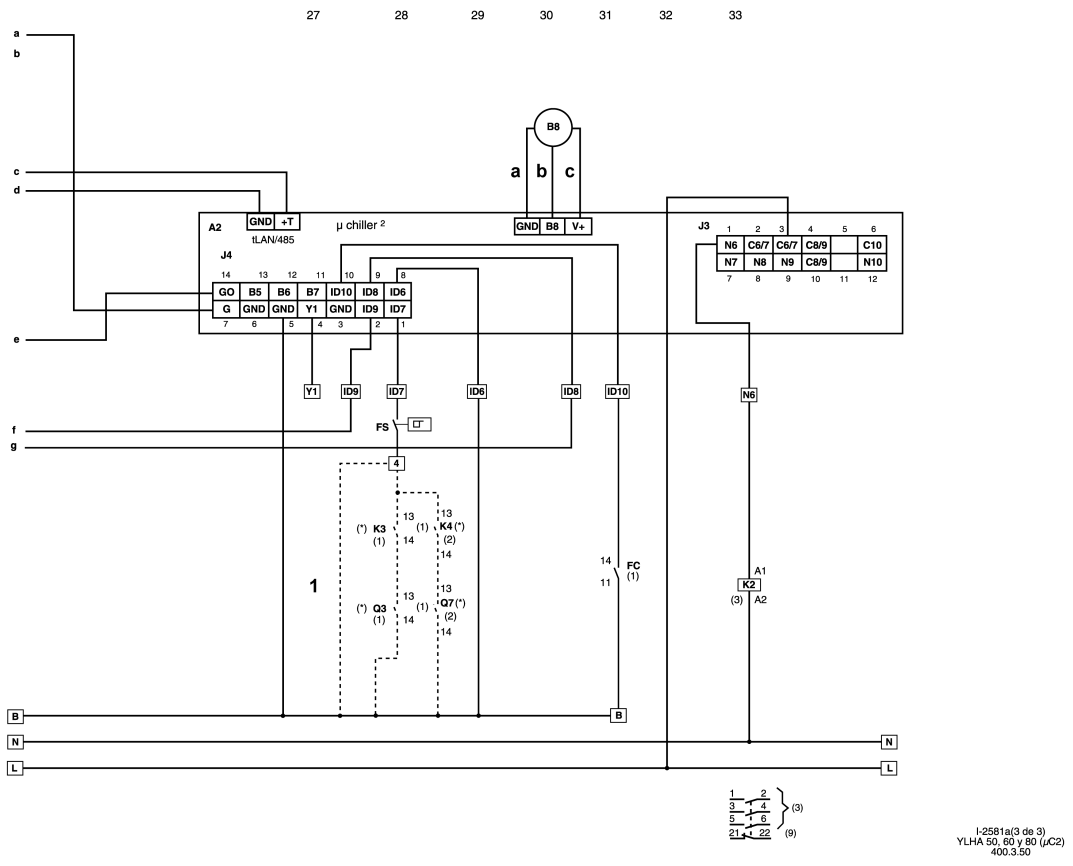 27 28 29 30 31 32 33
a
b
B8
a b c
c
d
A2 GND +T µ chiller 2 GND B8 V+ J3 1 2 3 4 5 6
tLAN/485
N6 C6/7 C6/7 C8/9 C10
J4
N7 N8 N9 C8/9 N10
14 13 12 11 10 9 8
7 8 9 10 11 12
GO B5 B6 B7 ID10 ID8 ID6
G GND GND Y1 GND ID9 ID7
7 6 5 4 3 2 1
e
Y1 ID9 ID7 ID6 ID8 ID10 N6
f
FS
g
4
13 13
(*) K3 (1) K4 (*)
(1) (2)
14 14
14 FC
11 (1)
A1
K2
(3) A2
1
13 13
(*) Q3 (1) Q7 (*)
(1) (2)
14 14
B B
N N
L L
1 2
3 4 (3)
5 6
21 22 (9)
I-2581a(3 de 3)
YLHA 50, 60 y 80 (µC2)
400.3.50